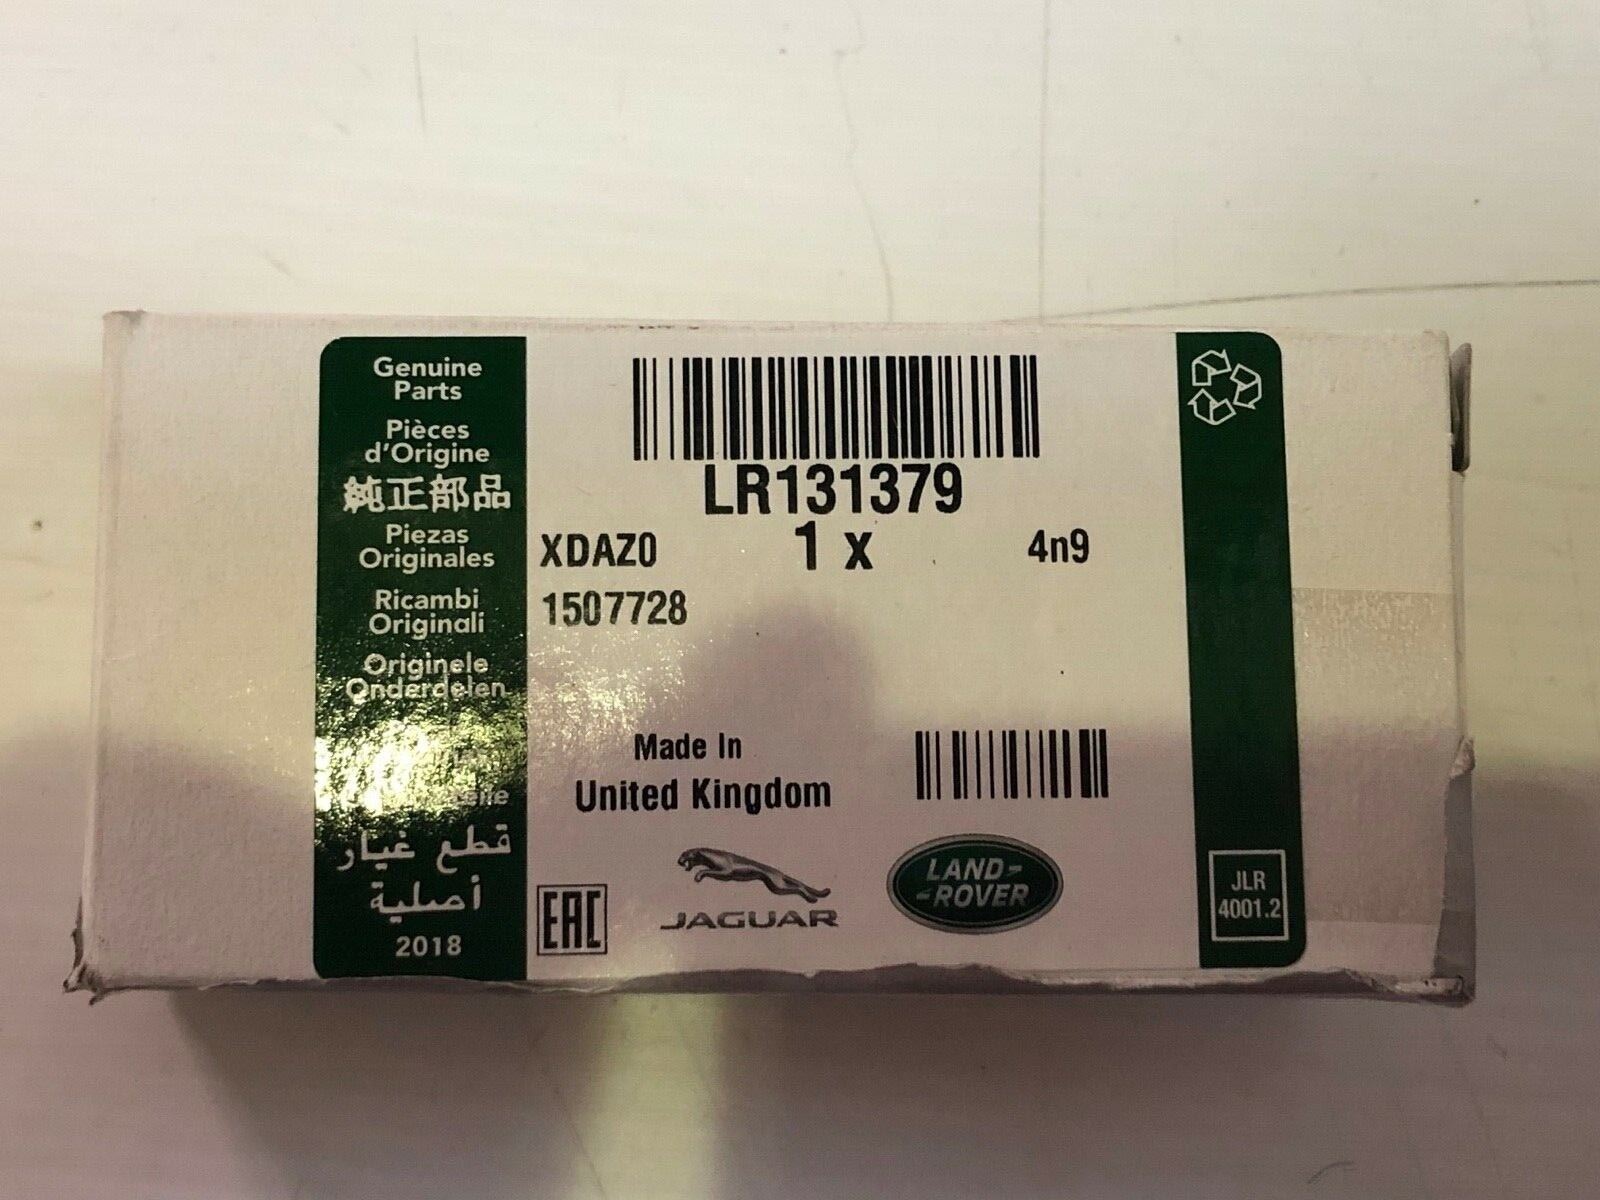 Genuine
Parts
Pièces
d'Origine
純正部品
Piezas
Originales
Ricambi
Originali
Originele
Onderdelen
قطع غيار
أصلية
2018
LR131379
XDAZ0 1 x 4n9
1507728
Made In
United Kingdom
EAC
JAGUAR
LAND-
-ROVER
JLR
4001.2